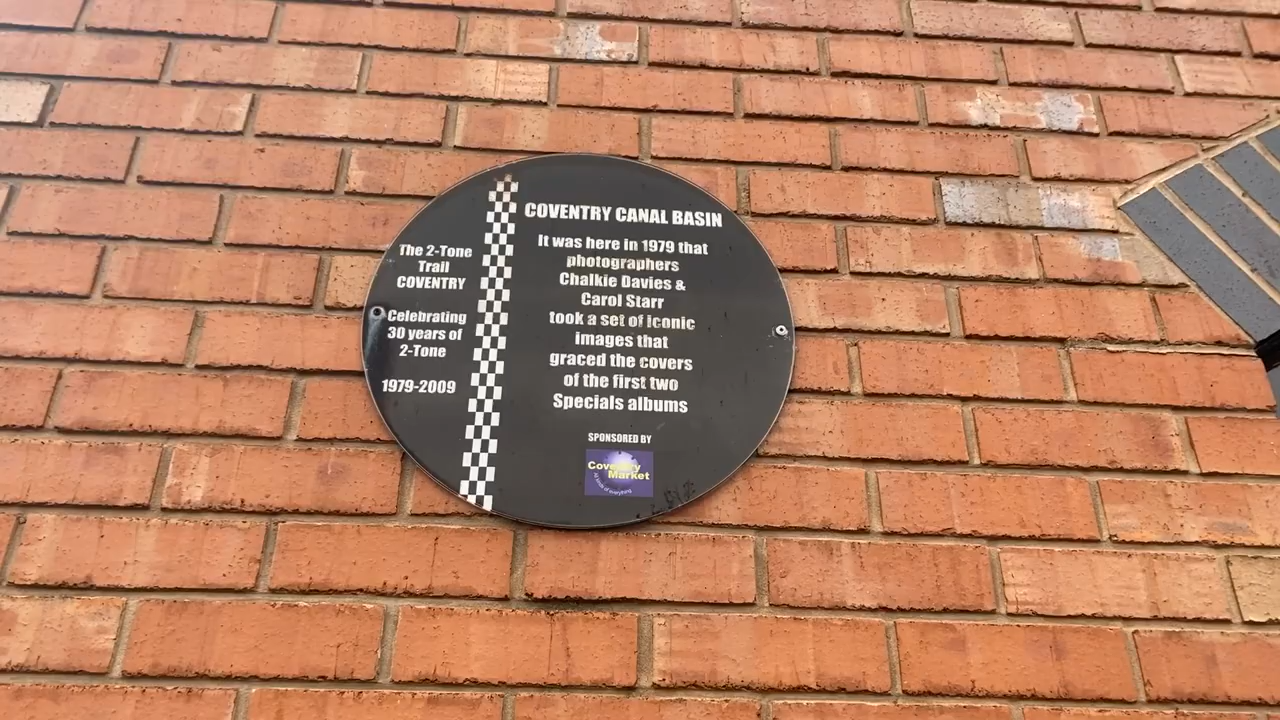 The 2-Tone
Trail
COVENTRY
Celebrating
30 years of
2-Tone
1979-2009
COVENTRY CANAL BASIN
It was here in 1979 that
photographers
Chalkie Davies &
Carol Starr
took a set of iconic
images that
graced the covers
of the first two
Specials albums
SPONSORED BY
Coventry
Market